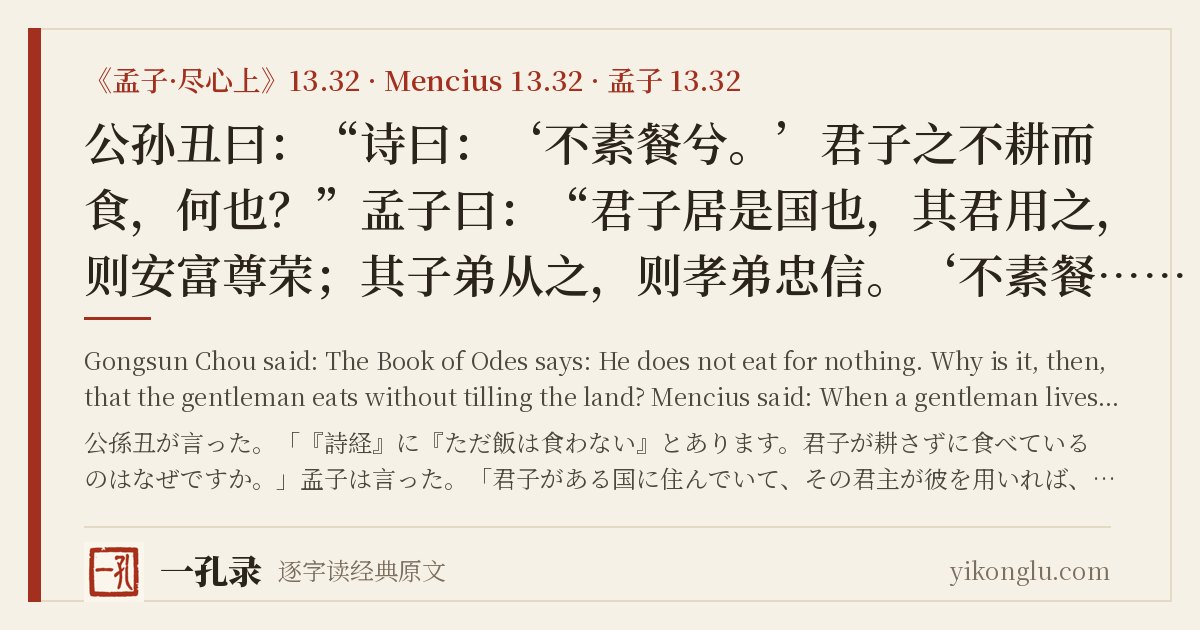 《孟子·尽心上》13.32 · Mencius 13.32 · 孟子 13.32
公孙丑曰：“诗曰：‘不素餐兮。’君子之不耕而
食，何也？”孟子曰：“君子居是国也，其君用之，
则安富尊荣；其子弟从之，则孝弟忠信。‘不素餐……
Gongsun Chou said: The Book of Odes says: He does not eat for nothing. Why is it, then,
that the gentleman eats without tilling the land? Mencius said: When a gentleman lives...
公孫丑が言った。「『詩経』に『ただ飯は食わない』とあります。君子が耕さずに食べている
のはなぜですか。」孟子は言った。「君子がある国に住んでいて、その君主が彼を用いれば、…
一孔
一孔录 逐字读经典原文 yikonglu.com